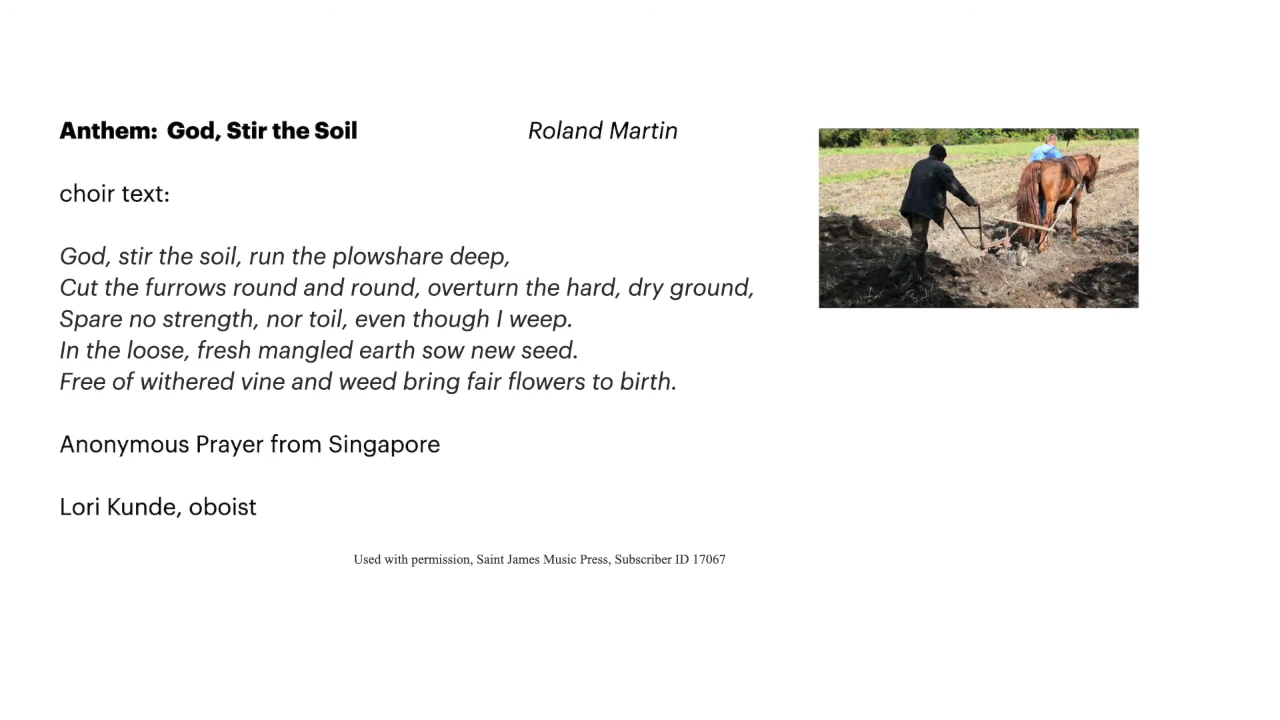 Anthem:  God, Stir the Soil Roland Martin
choir text:
God, stir the soil, run the plowshare deep,
Cut the furrows round and round, overturn the hard, dry ground,
Spare no strength, nor toil, even though I weep.
In the loose, fresh mangled earth sow new seed.
Free of withered vine and weed bring fair flowers to birth.
Anonymous Prayer from Singapore
Lori Kunde, oboist
Used with permission, Saint James Music Press, Subscriber ID 17067